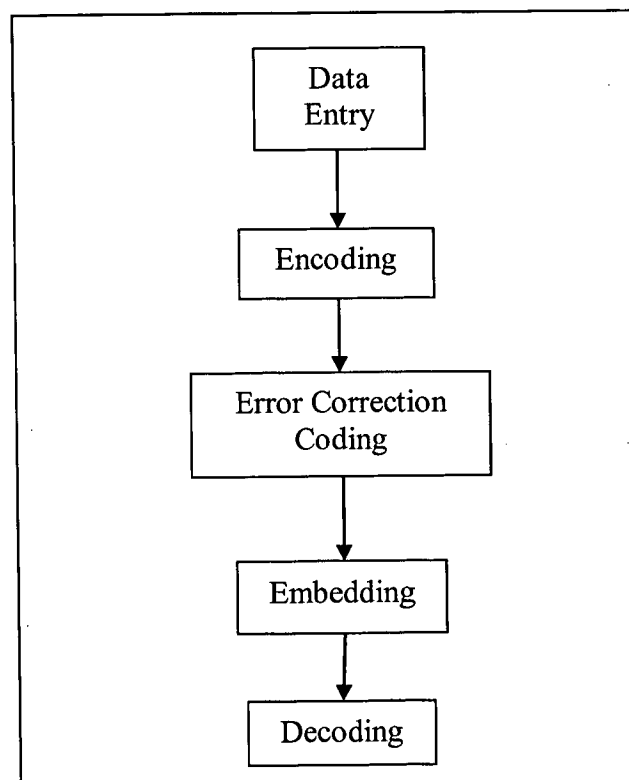 Data
Entry
Encoding
Error Correction
Coding
Embedding
Decoding